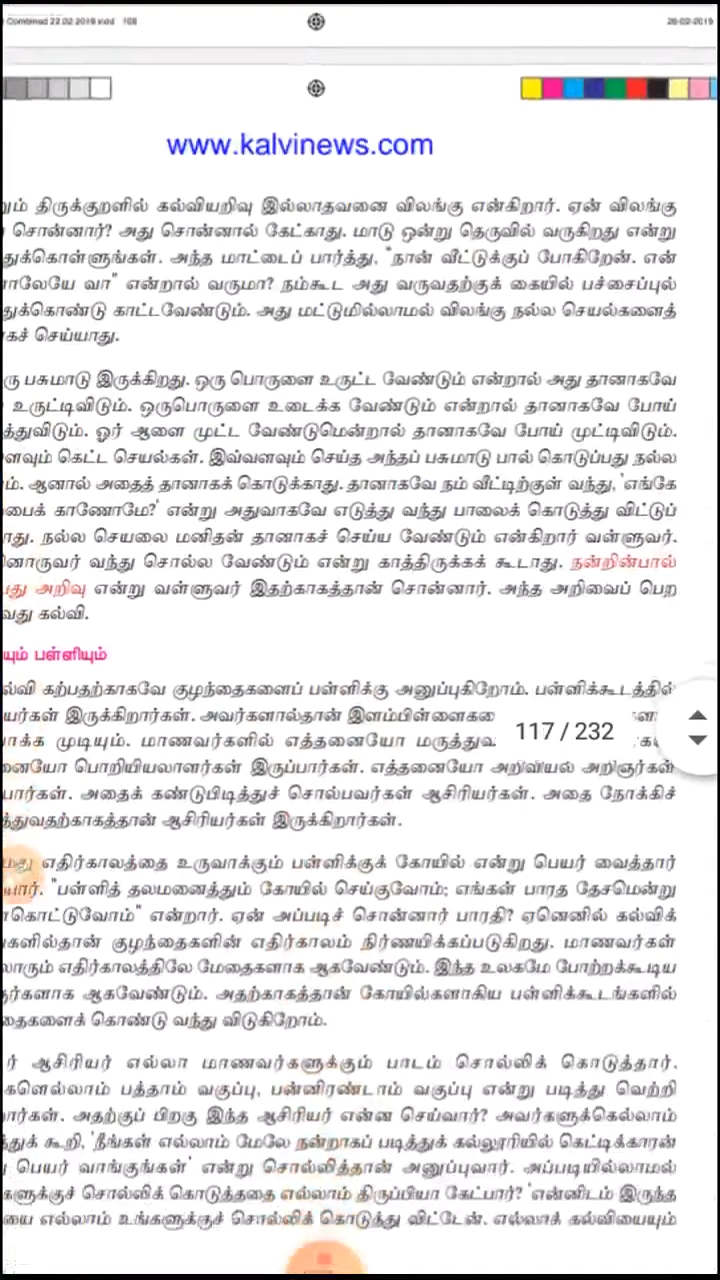 Combined 22.02.2019.indd 108
26-02-2019
www.kalvinews.com
றும் திருக்குறளில் கல்வியறிவு இல்லாதவனை விலங்கு என்கிறார். ஏன் விலங்கு
சொன்னார்? அது சொன்னால் கேட்காது. மாடு ஒன்று தெருவில் வருகிறது என்று
துக்கொள்ளுங்கள். அந்த மாட்டைப் பார்த்து, "நான் வீட்டுக்குப் போகிறேன். என்
ாலேயே வா" என்றால் வருமா? நம்கூட அது வருவதற்குக் கையில் பச்சைப்புல்
துக்கொண்டு காட்டவேண்டும். அது மட்டுமில்லாமல் விலங்கு நல்ல செயல்களைத்
கச் செய்யாது.
ரு பசுமாடு இருக்கிறது. ஒரு பொருளை உருட்ட வேண்டும் என்றால் அது தானாகவே
உருட்டிவிடும். ஒருபொருளை உடைக்க வேண்டும் என்றால் தானாகவே போய்
த்துவிடும். ஓர் ஆளை முட்ட வேண்டுமென்றால் தானாகவே போய் முட்டிவிடும்.
ளவும் கெட்ட செயல்கள். இவ்வளவும் செய்த அந்தப் பசுமாடு பால் கொடுப்பது நல்ல
ம். ஆனால் அதைத் தானாகக் கொடுக்காது. தானாகவே நம் வீட்டிற்குள் வந்து, 'எங்கே
பைக் காணோமே?' என்று அதுவாகவே எடுத்து வந்து பாலைக் கொடுத்து விட்டுப்
ாது. நல்ல செயலை மனிதன் தானாகச் செய்ய வேண்டும் என்கிறார் வள்ளுவர்.
னொருவர் வந்து சொல்ல வேண்டும் என்று காத்திருக்கக் கூடாது. நன்றின்பால்
பது அறிவு என்று வள்ளுவர் இதற்காகத்தான் சொன்னார். அந்த அறிவைப் பெற
வது கல்வி.
யும் பள்ளியும்
ல்வி கற்பதற்காகவே குழந்தைகளைப் பள்ளிக்கு அனுப்புகிறோம். பள்ளிக்கூடத்தில்
யர்கள் இருக்கிறார்கள். அவர்களால்தான் இளம்பிள்ளைகளை
ாக்க முடியும். மாணவர்களில் எத்தனையோ மருத்துவ
117 / 232
னையோ பொறியியலாளர்கள் இருப்பார்கள். எத்தனையோ அறிவியல் அறிஞர்கள்
பார்கள். அதைக் கண்டுபிடித்துச் சொல்பவர்கள் ஆசிரியர்கள். அதை நோக்கிச்
த்துவதற்காகத்தான் ஆசிரியர்கள் இருக்கிறார்கள்.
மது எதிர்காலத்தை உருவாக்கும் பள்ளிக்குக் கோயில் என்று பெயர் வைத்தார்
யார். "பள்ளித் தலமனைத்தும் கோயில் செய்குவோம்; எங்கள் பாரத தேசமென்று
ாகொட்டுவோம்" என்றார். ஏன் அப்படிச் சொன்னார் பாரதி? ஏனெனில் கல்விக்
களில்தான் குழந்தைகளின் எதிர்காலம் நிர்ணயிக்கப்படுகிறது. மாணவர்கள்
லாரும் எதிர்காலத்திலே மேதைகளாக ஆகவேண்டும். இந்த உலகமே போற்றக்கூடிய
ர்களாக ஆகவேண்டும். அதற்காகத்தான் கோயில்களாகிய பள்ளிக்கூடங்களில்
தைகளைக் கொண்டு வந்து விடுகிறோம்.
ர் ஆசிரியர் எல்லா மாணவர்களுக்கும் பாடம் சொல்லிக் கொடுத்தார்.
களெல்லாம் பத்தாம் வகுப்பு, பன்னிரண்டாம் வகுப்பு என்று படித்து வெற்றி
ார்கள். அதற்குப் பிறகு இந்த ஆசிரியர் என்ன செய்வார்? அவர்களுக்கெல்லாம்
த்துக் கூறி, 'நீங்கள் எல்லாம் மேலே நன்றாகப் படித்துக் கல்லூரியில் கெட்டிக்காரன்
பெயர் வாங்குங்கள்' என்று சொல்லித்தான் அனுப்புவார். அப்படியில்லாமல்
களுக்குச் சொல்லிக் கொடுத்ததை எல்லாம் திருப்பியா கேட்பார்? 'என்னிடம் இருந்த
யை எல்லாம் உங்களுக்குச் சொல்லிக் கொடுத்து விட்டேன். எல்லாக் கல்வியையும்